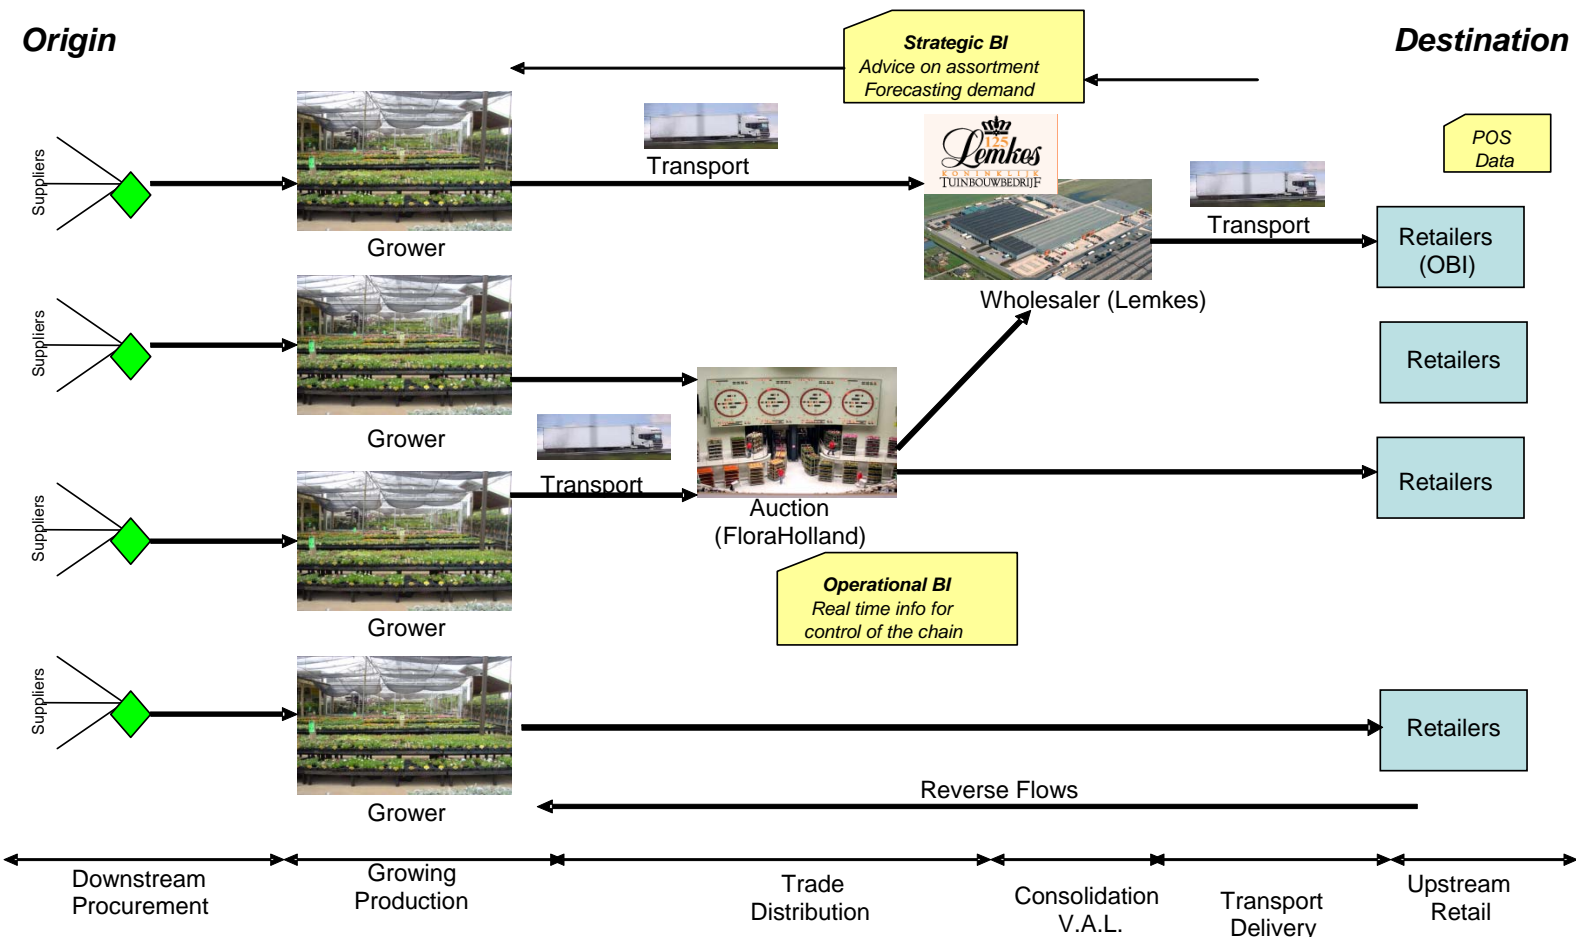 Origin
Destination
Strategic BI
Advice on assortment
Forecasting demand
POS
Data
125
Lemkes
KONINKLIJK
TUINBOUWBEDRIJF
Suppliers
Transport
Transport
Grower
Retailers
(OBI)
Wholesaler (Lemkes)
Suppliers
Retailers
Grower
Suppliers
Transport
Retailers
Auction
(FloraHolland)
Operational BI
Real time info for
control of the chain
Grower
Suppliers
Retailers
Reverse Flows
Grower
Downstream
Procurement
Growing
Production
Trade
Distribution
Consolidation
V.A.L.
Transport
Delivery
Upstream
Retail